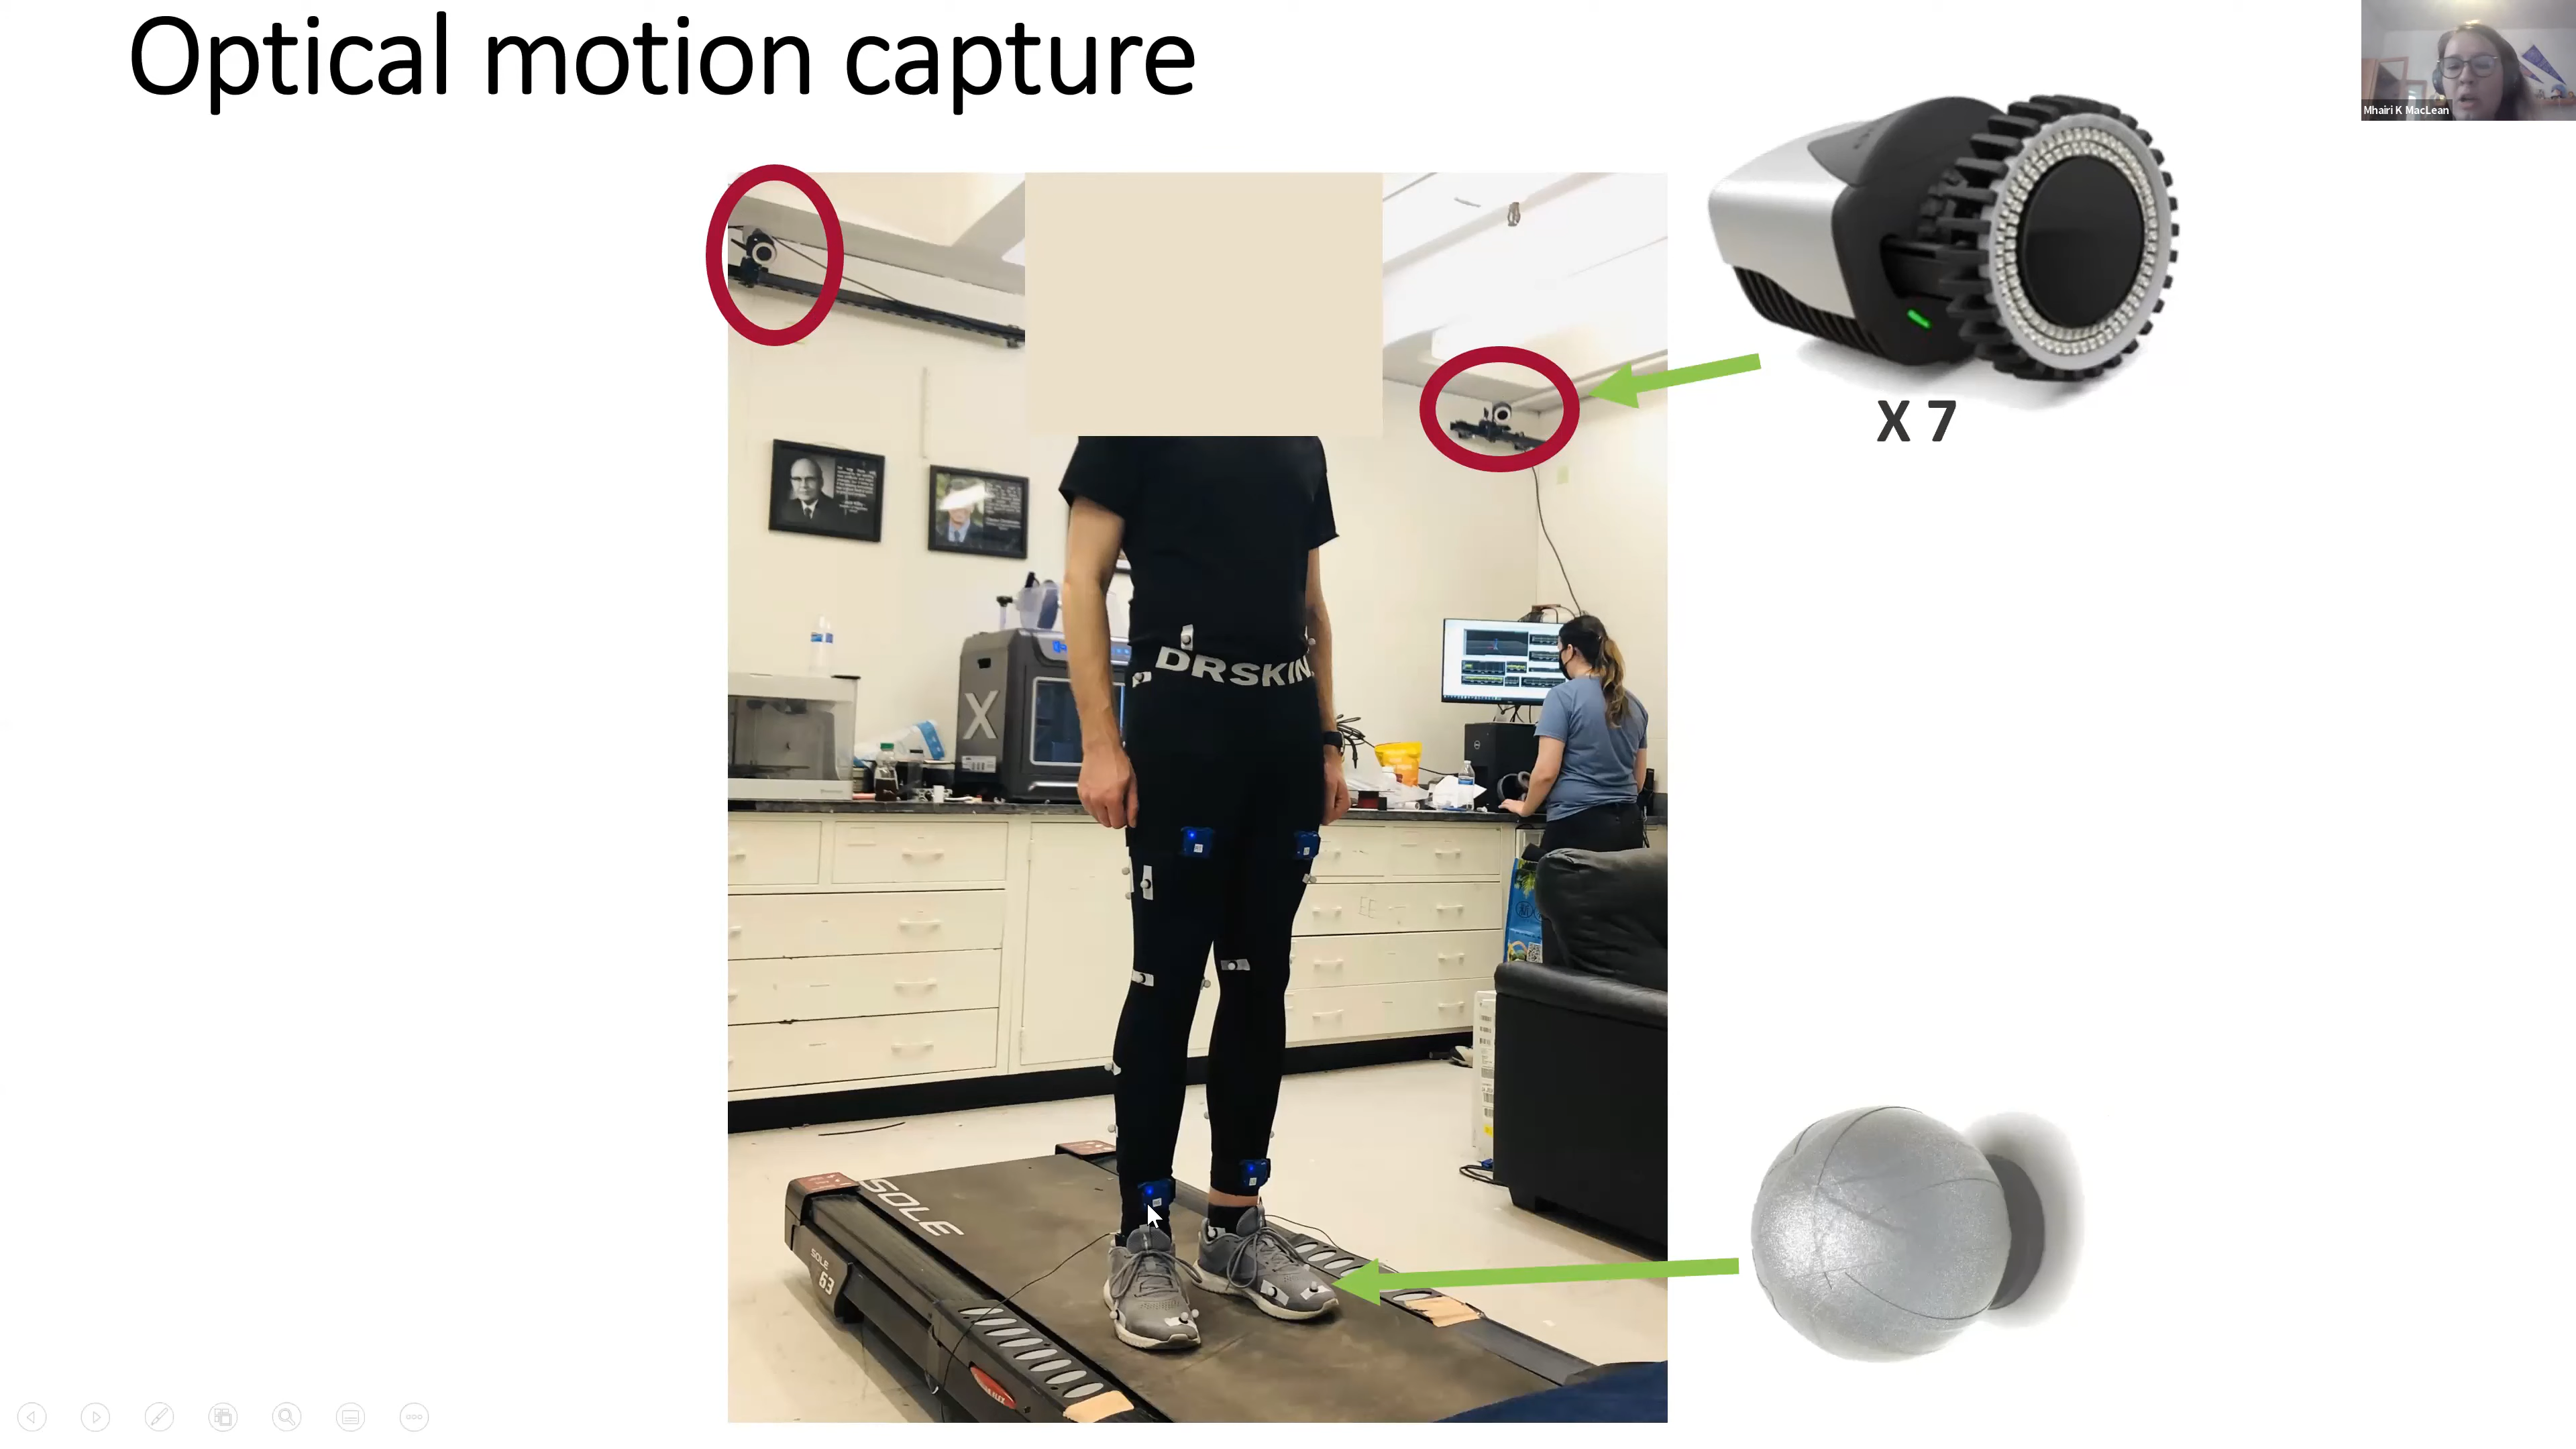 Optical motion capture
Mhairi K MacLean
X 7
DRSKIN
X
SOLE
SOLE
63